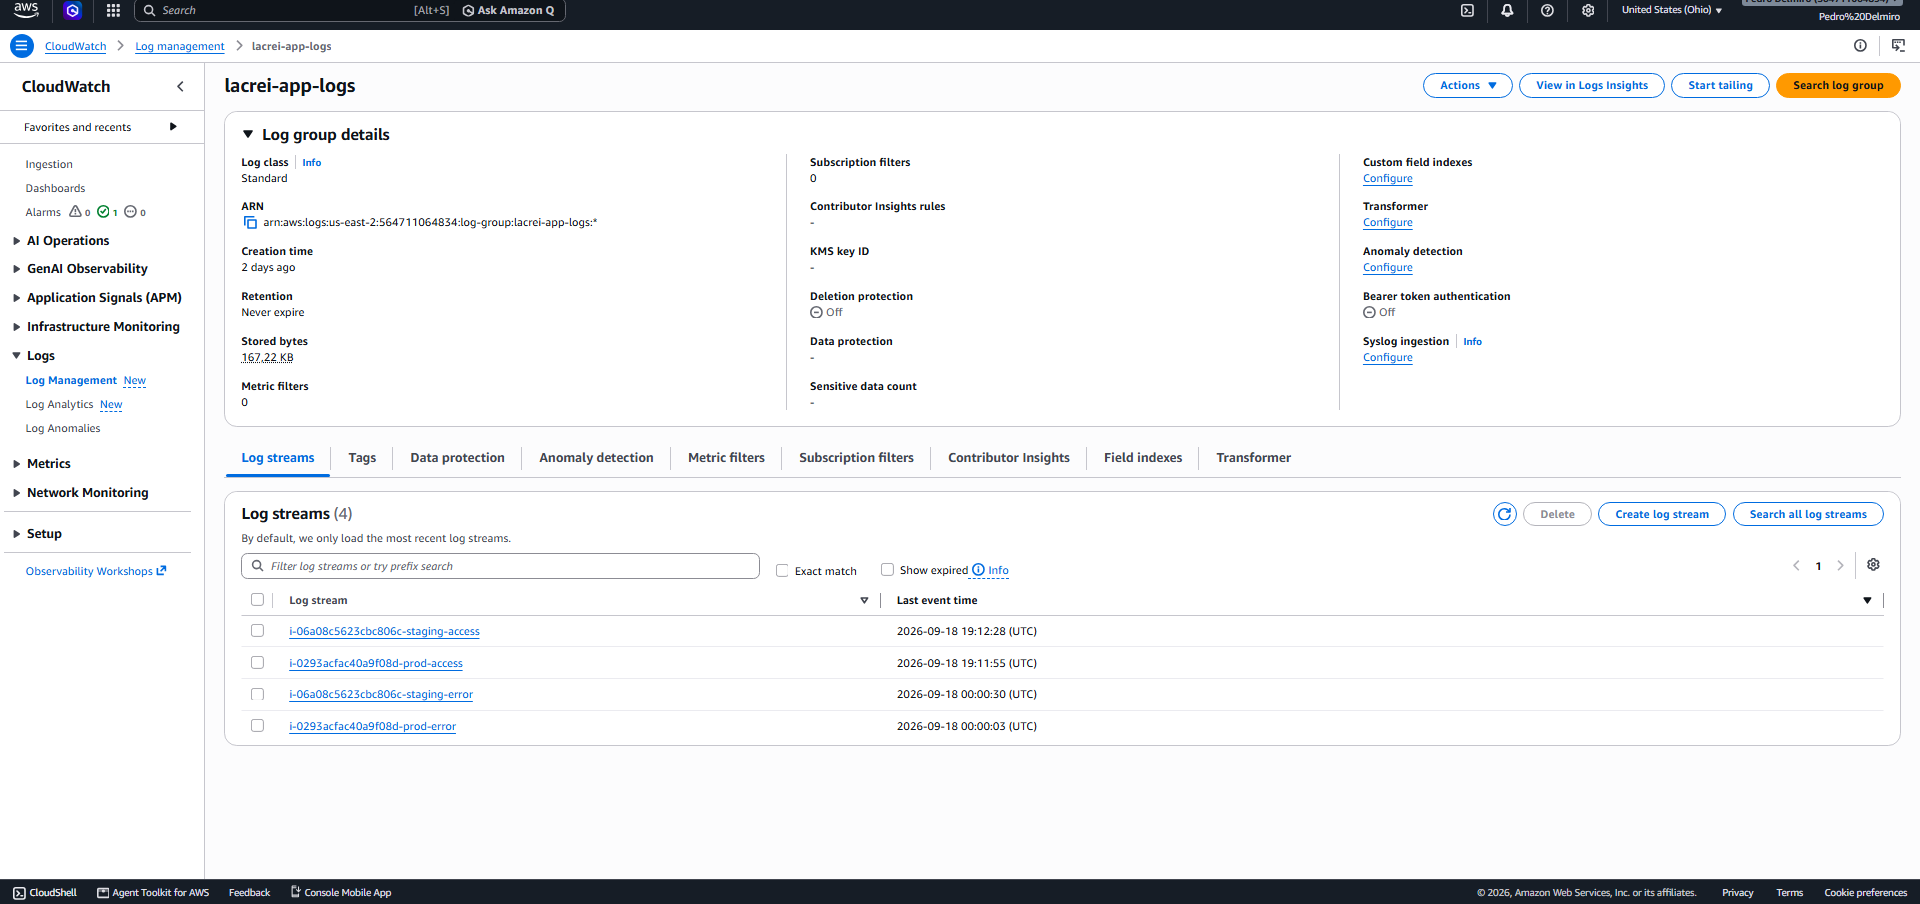 aws
Search
[Alt+S]
Ask Amazon Q
United States (Ohio)
Pedro%20Delmiro
CloudWatch
Log management
lacrei-app-logs
CloudWatch
Favorites and recents
Ingestion
Dashboards
Alarms 0 1 0
AI Operations
GenAI Observability
Application Signals (APM)
Infrastructure Monitoring
Logs
Log Management New
Log Analytics New
Log Anomalies
Metrics
Network Monitoring
Setup
Observability Workshops
lacrei-app-logs
Actions
View in Logs Insights
Start tailing
Search log group
Log group details
Log class Info
Standard
ARN
arn:aws:logs:us-east-2:564711064834:log-group:lacrei-app-logs:*
Creation time
2 days ago
Retention
Never expire
Stored bytes
167.22 KB
Metric filters
0
Subscription filters
0
Contributor Insights rules
-
KMS key ID
-
Deletion protection
Off
Data protection
-
Sensitive data count
-
Custom field indexes
Configure
Transformer
Configure
Anomaly detection
Configure
Bearer token authentication
Off
Syslog ingestion Info
Configure
Log streams
Tags
Data protection
Anomaly detection
Metric filters
Subscription filters
Contributor Insights
Field indexes
Transformer
Log streams (4)
Delete
Create log stream
Search all log streams
By default, we only load the most recent log streams.
Filter log streams or try prefix search
Exact match
Show expired Info
1
Log stream
Last event time
i-06a08c5623cbc806c-staging-access
2026-09-18 19:12:28 (UTC)
i-0293acfac40a9f08d-prod-access
2026-09-18 19:11:55 (UTC)
i-06a08c5623cbc806c-staging-error
2026-09-18 00:00:30 (UTC)
i-0293acfac40a9f08d-prod-error
2026-09-18 00:00:03 (UTC)
CloudShell
Agent Toolkit for AWS
Feedback
Console Mobile App
© 2026, Amazon Web Services, Inc. or its affiliates.
Privacy
Terms
Cookie preferences